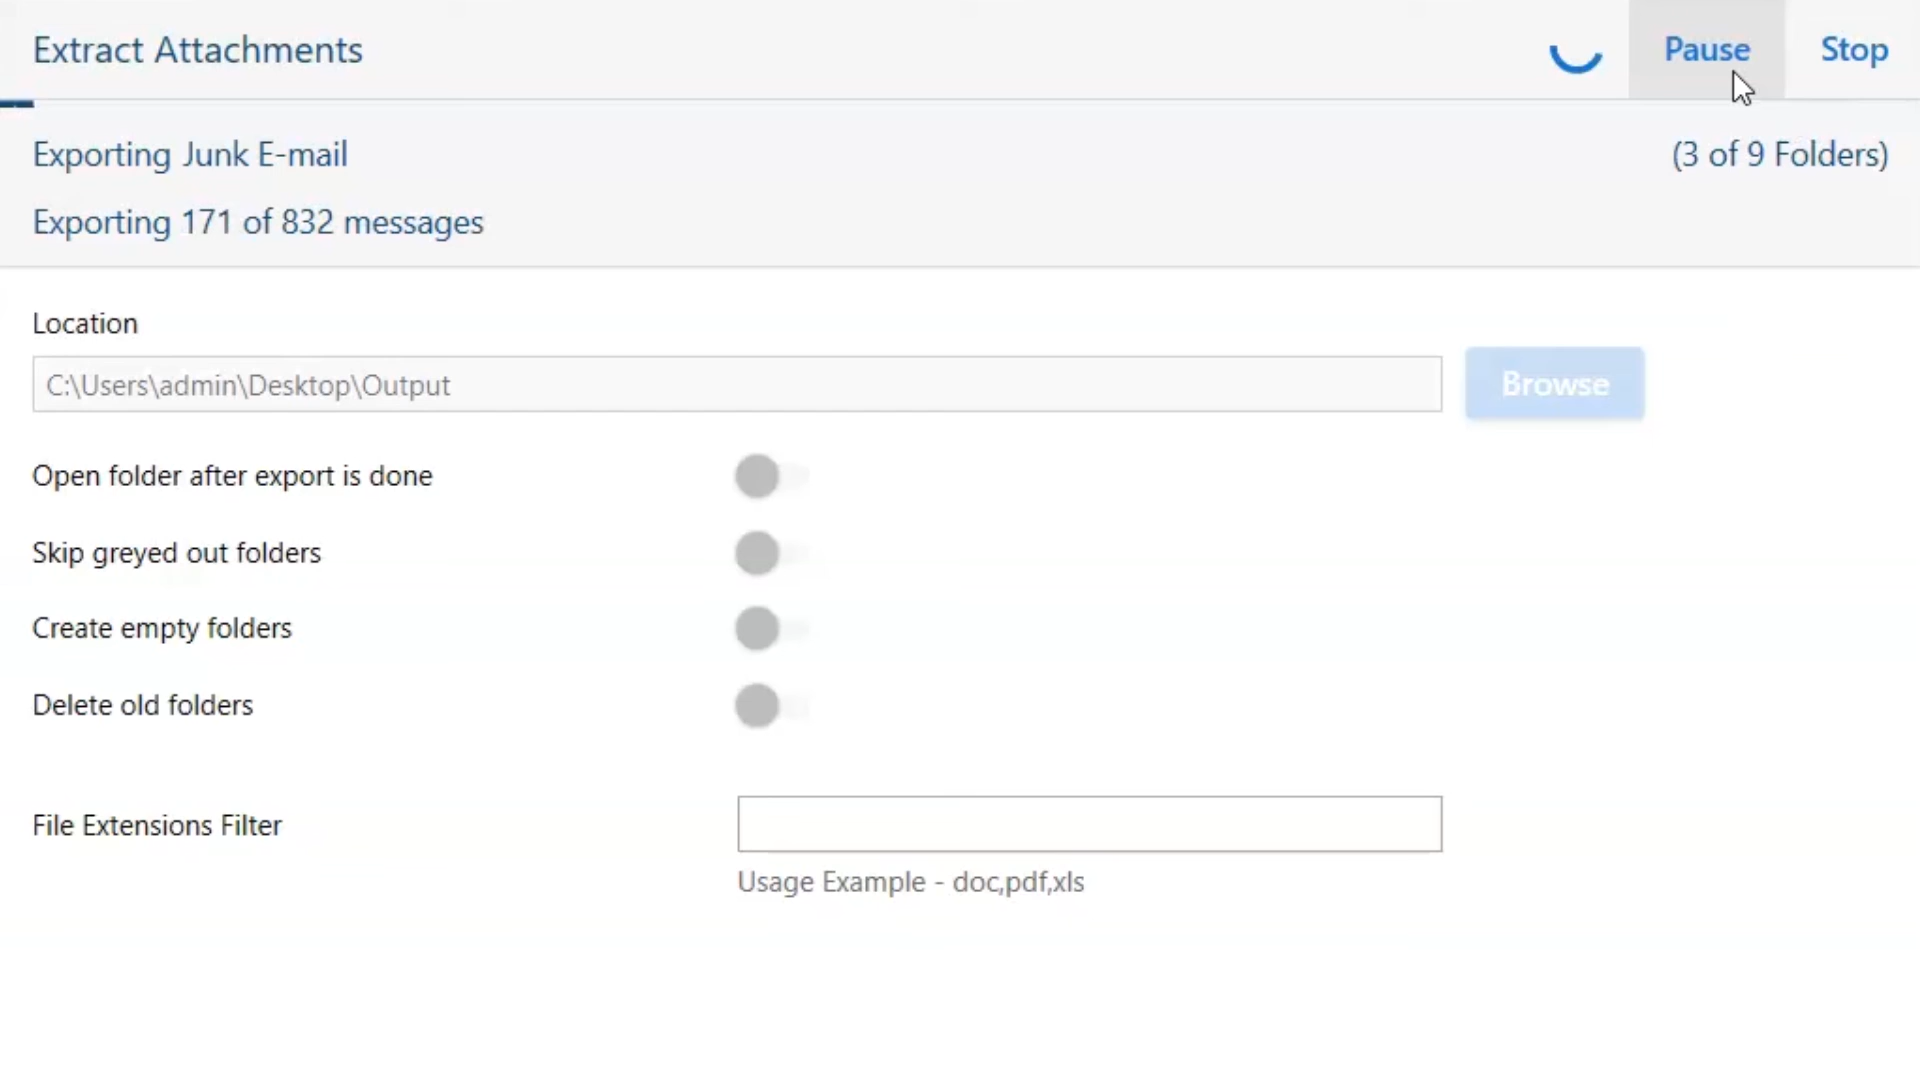 Extract Attachments
Pause
Stop
Exporting Junk E-mail
(3 of 9 Folders)
Exporting 171 of 832 messages
Location
C:\Users\admin\Desktop\Output
Browse
Open folder after export is done
Skip greyed out folders
Create empty folders
Delete old folders
File Extensions Filter
Usage Example - doc,pdf,xls